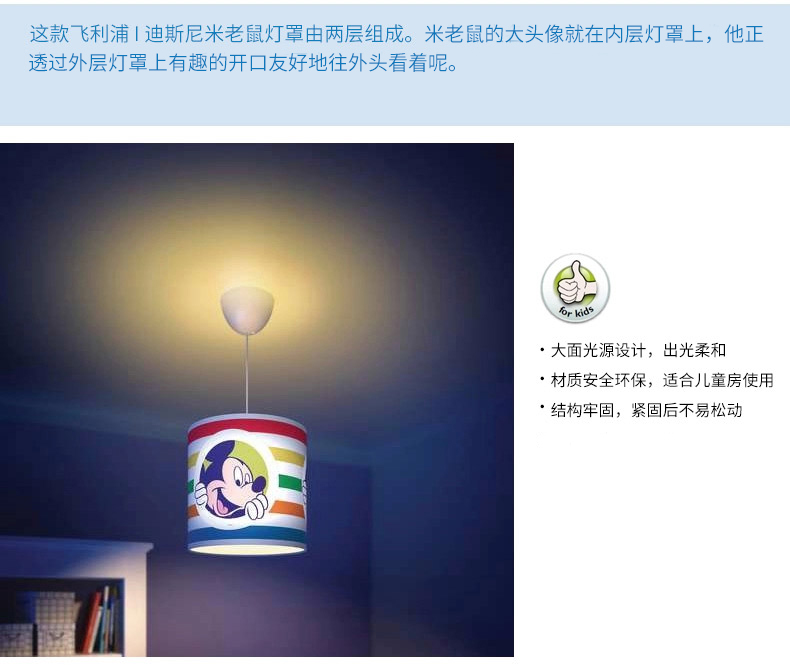 这款飞利浦 | 迪斯尼米老鼠灯罩由两层组成。米老鼠的大头像就在内层灯罩上，他正
透过外层灯罩上有趣的开口友好地往外头看着呢。
for kids
• 大面光源设计，出光柔和
• 材质安全环保，适合儿童房使用
• 结构牢固，紧固后不易松动